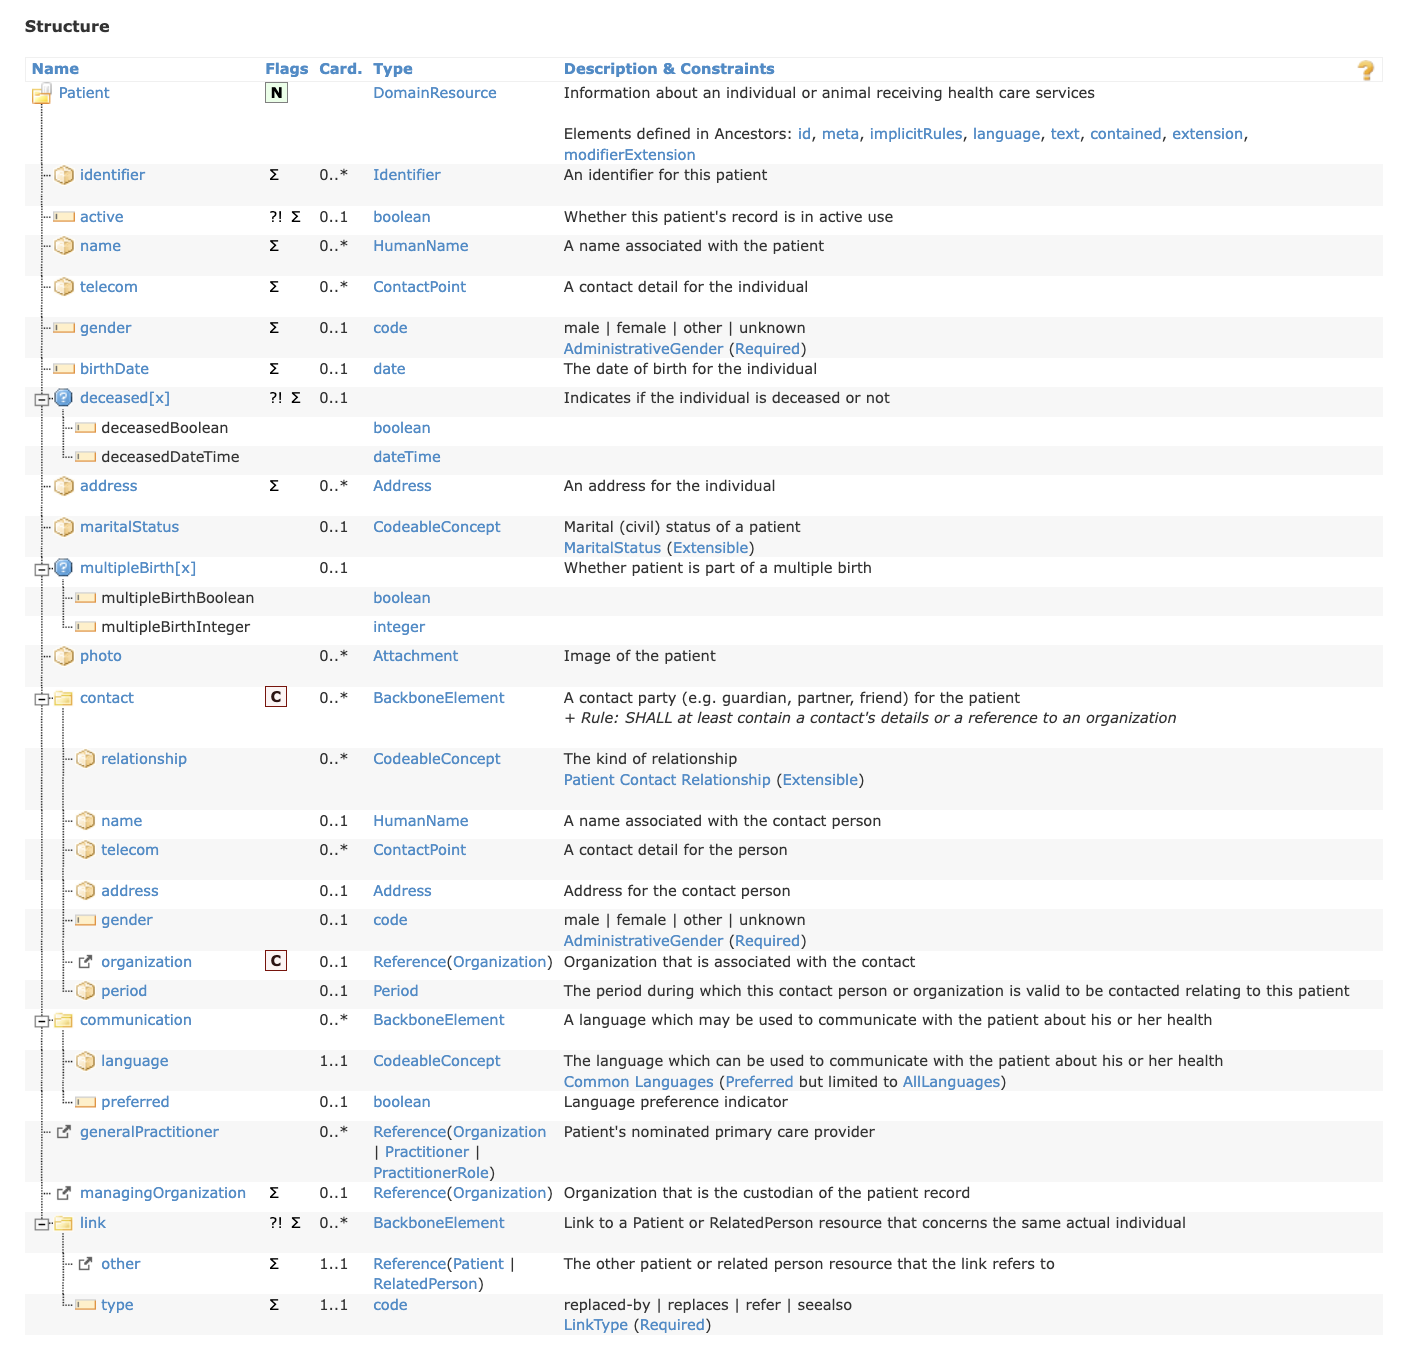 Structure
Name Flags Card. Type Description & Constraints ?
Patient N DomainResource Information about an individual or animal receiving health care services
Elements defined in Ancestors: id, meta, implicitRules, language, text, contained, extension,
modifierExtension
identifier Σ 0..* Identifier An identifier for this patient
active ?! Σ 0..1 boolean Whether this patient's record is in active use
name Σ 0..* HumanName A name associated with the patient
telecom Σ 0..* ContactPoint A contact detail for the individual
gender Σ 0..1 code male | female | other | unknown
AdministrativeGender (Required)
birthDate Σ 0..1 date The date of birth for the individual
? deceased[x] ?! Σ 0..1 Indicates if the individual is deceased or not
deceasedBoolean boolean
deceasedDateTime dateTime
address Σ 0..* Address An address for the individual
maritalStatus 0..1 CodeableConcept Marital (civil) status of a patient
MaritalStatus (Extensible)
? multipleBirth[x] 0..1 Whether patient is part of a multiple birth
multipleBirthBoolean boolean
multipleBirthInteger integer
photo 0..* Attachment Image of the patient
contact C 0..* BackboneElement A contact party (e.g. guardian, partner, friend) for the patient
+ Rule: SHALL at least contain a contact's details or a reference to an organization
relationship 0..* CodeableConcept The kind of relationship
Patient Contact Relationship (Extensible)
name 0..1 HumanName A name associated with the contact person
telecom 0..* ContactPoint A contact detail for the person
address 0..1 Address Address for the contact person
gender 0..1 code male | female | other | unknown
AdministrativeGender (Required)
organization C 0..1 Reference(Organization) Organization that is associated with the contact
period 0..1 Period The period during which this contact person or organization is valid to be contacted relating to this patient
communication 0..* BackboneElement A language which may be used to communicate with the patient about his or her health
language 1..1 CodeableConcept The language which can be used to communicate with the patient about his or her health
Common Languages (Preferred but limited to AllLanguages)
preferred 0..1 boolean Language preference indicator
generalPractitioner 0..* Reference(Organization Patient's nominated primary care provider
| Practitioner |
PractitionerRole)
managingOrganization Σ 0..1 Reference(Organization) Organization that is the custodian of the patient record
link ?! Σ 0..* BackboneElement Link to a Patient or RelatedPerson resource that concerns the same actual individual
other Σ 1..1 Reference(Patient | The other patient or related person resource that the link refers to
RelatedPerson)
type Σ 1..1 code replaced-by | replaces | refer | seealso
LinkType (Required)